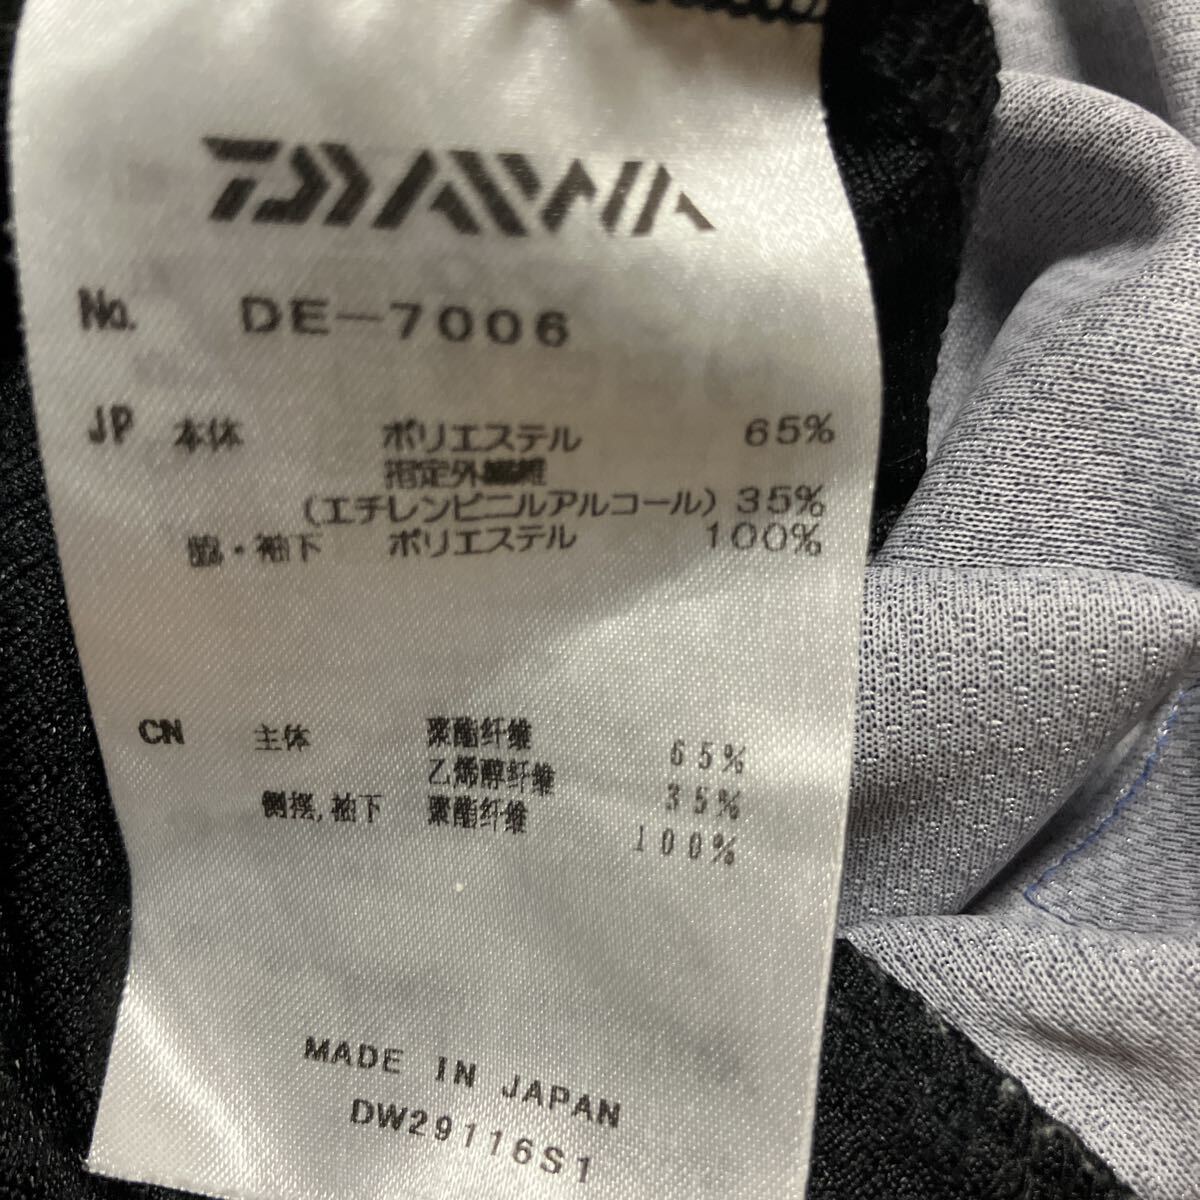 DAIWA
No. DE-7006
JP 本体 ポリエステル 65%
指定外繊維
(エチレンビニルアルコール) 35%
脇・袖下 ポリエステル 100%
CN 主体 聚酯纤维 65%
乙烯醇纤维 35%
侧摆,袖下 聚酯纤维 100%
MADE IN JAPAN
DW29116S1